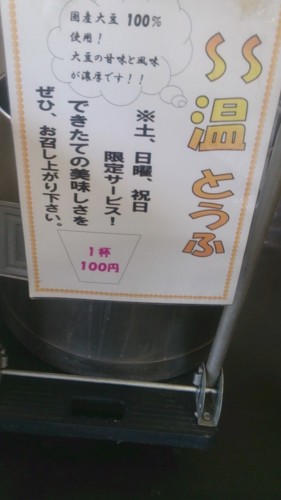 温 とうふ
国産大豆 100%
使用！
大豆の甘味と風味
が濃厚です！！
※土、日曜、祝日
限定サービス！
できたての美味しさを
ぜひ、お召し上がり下さい。
1杯
100円